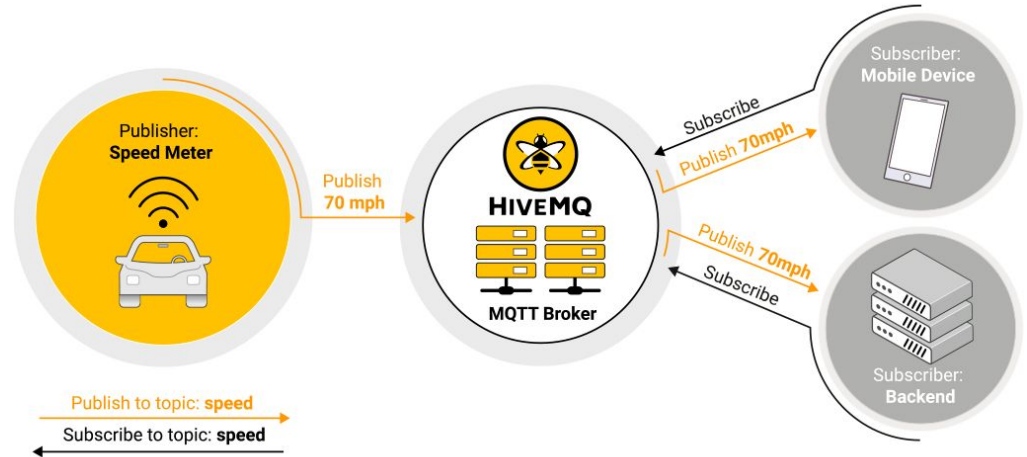 Publisher:
Speed Meter
Publish
70 mph
HIVEMQ
MQTT Broker
Subscribe
Publish 70mph
Publish 70mph
Subscribe
Subscriber:
Mobile Device
Subscriber:
Backend
Publish to topic: speed
Subscribe to topic: speed